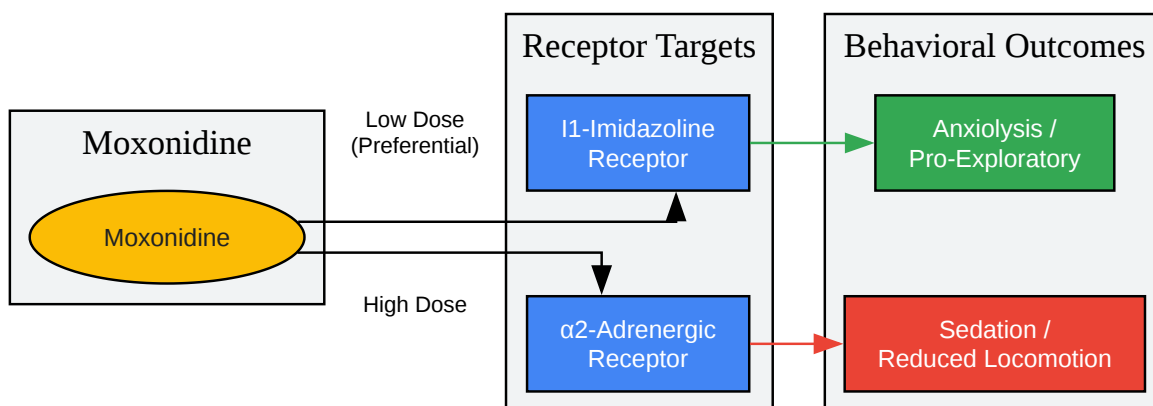 Moxonidine
Moxonidine
Low Dose
(Preferential)
High Dose
Receptor Targets
I1-Imidazoline
Receptor
α2-Adrenergic
Receptor
Behavioral Outcomes
Anxiolysis /
Pro-Exploratory
Sedation /
Reduced Locomotion